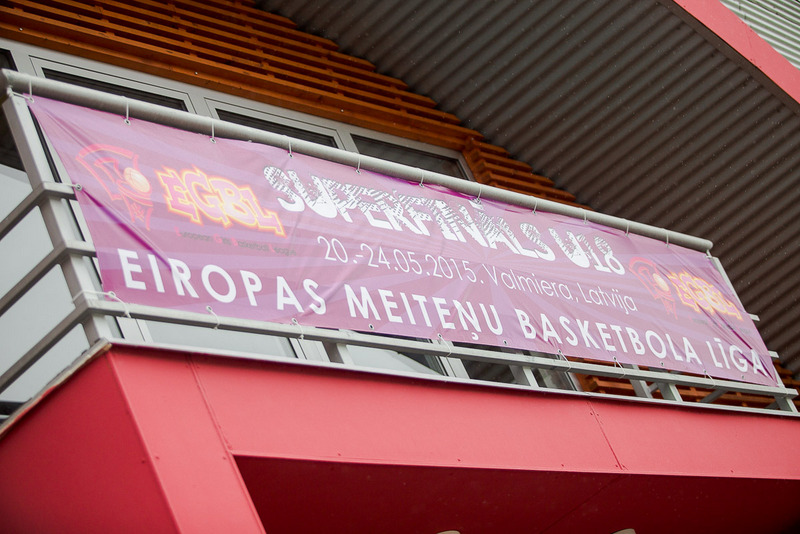 EGBL SUPERFINALS U18 EGBL
20.-24.05.2015. Valmiera, Latvija
EIROPAS MEITEŅU BASKETBOLA LĪGA